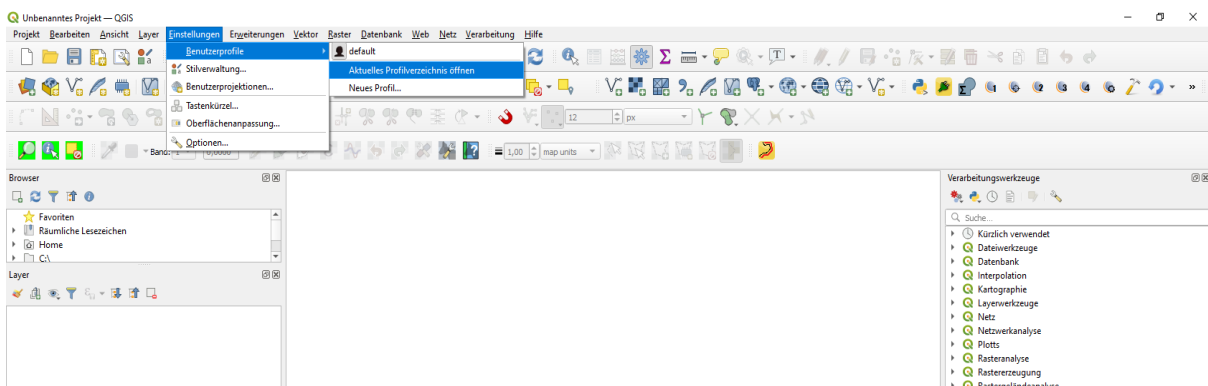 Unbenanntes Projekt — QGIS
Projekt Bearbeiten Ansicht Layer Einstellungen Erweiterungen Vektor Raster Datenbank Web Netz Verarbeitung Hilfe
Benutzerprofile
default
Stilverwaltung...
Aktuelles Profilverzeichnis öffnen
Benutzerprojektionen...
Neues Profil...
Tastenkürzel...
Oberflächenanpassung...
12 px
Optionen...
1,00 map units
Browser
Verarbeitungswerkzeuge
Favoriten
Räumliche Lesezeichen
Home
C:\
Layer
Suche...
Kürzlich verwendet
Dateiwerkzeuge
Datenbank
Interpolation
Kartographie
Layerwerkzeuge
Netz
Netzwerkanalyse
Plotts
Rasteranalyse
Rastererzeugung